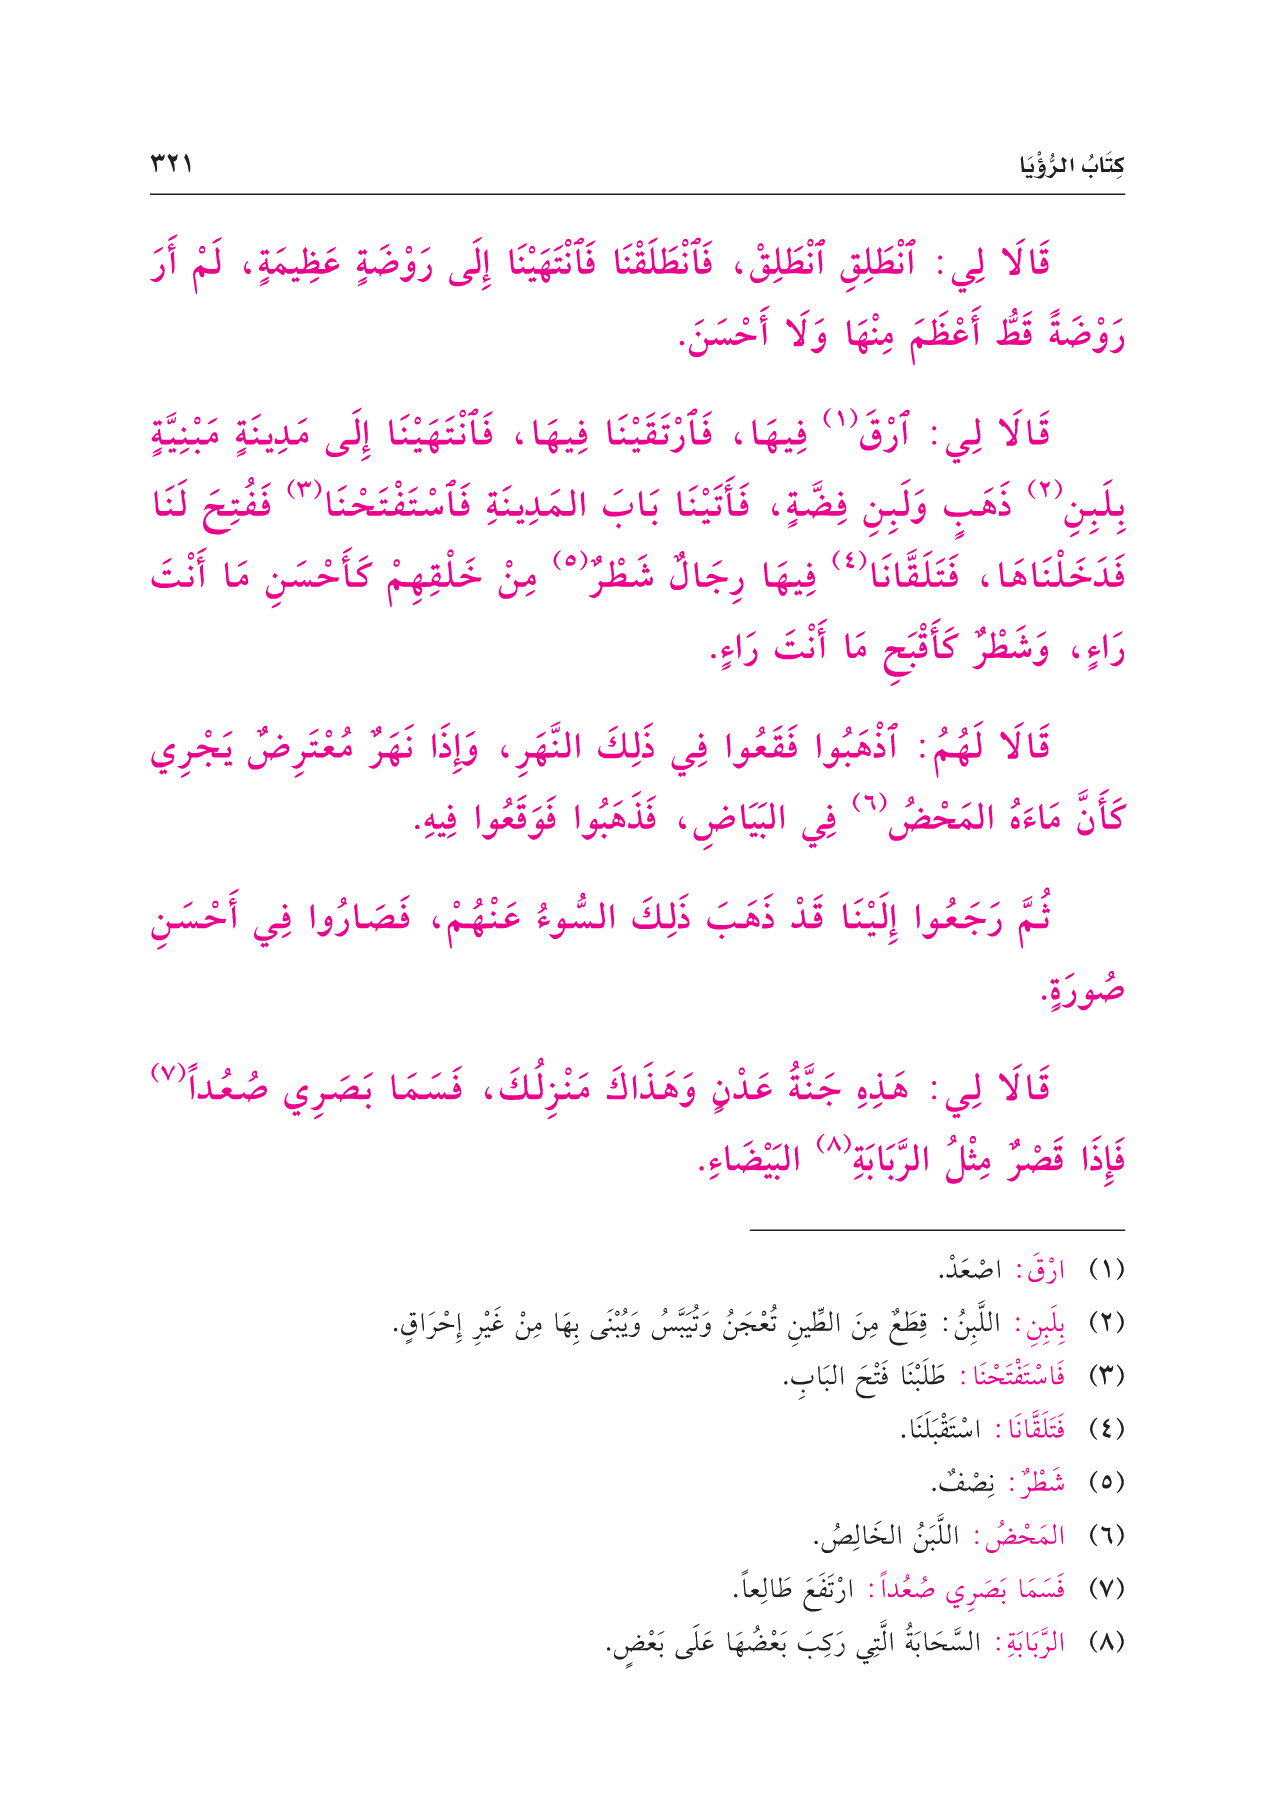 كِتَابُ الرُّؤْيَا ٣٢١
قَالَا لِي: ٱنْطَلِقِ ٱنْطَلِقْ، فَٱنْطَلَقْنَا فَٱنْتَهَيْنَا إِلَى رَوْضَةٍ عَظِيمَةٍ، لَمْ أَرَ
رَوْضَةً قَطُّ أَعْظَمَ مِنْهَا وَلَا أَحْسَنَ.
قَالَا لِي: ٱرْقَ(١) فِيهَا، فَٱرْتَقَيْنَا فِيهَا، فَٱنْتَهَيْنَا إِلَى مَدِينَةٍ مَبْنِيَّةٍ
بِلَبِنِ(٢) ذَهَبٍ وَلَبِنِ فِضَّةٍ، فَأَتَيْنَا بَابَ المَدِينَةِ فَٱسْتَفْتَحْنَا(٣) فَفُتِحَ لَنَا
فَدَخَلْنَاهَا، فَتَلَقَّانَا(٤) فِيهَا رِجَالٌ شَطْرٌ(٥) مِنْ خَلْقِهِمْ كَأَحْسَنِ مَا أَنْتَ
رَاءٍ، وَشَطْرٌ كَأَقْبَحِ مَا أَنْتَ رَاءٍ.
قَالَا لَهُمُ: ٱذْهَبُوا فَقَعُوا فِي ذَلِكَ النَّهَرِ، وَإِذَا نَهَرٌ مُعْتَرِضٌ يَجْرِي
كَأَنَّ مَاءَهُ المَحْضُ(٦) فِي البَيَاضِ، فَذَهَبُوا فَوَقَعُوا فِيهِ.
ثُمَّ رَجَعُوا إِلَيْنَا قَدْ ذَهَبَ ذَلِكَ السُّوءُ عَنْهُمْ، فَصَارُوا فِي أَحْسَنِ
صُورَةٍ.
قَالَا لِي: هَذِهِ جَنَّةُ عَدْنٍ وَهَذَاكَ مَنْزِلُكَ، فَسَمَا بَصَرِي صُعُداً(٧)
فَإِذَا قَصْرٌ مِثْلُ الرَّبَابَةِ(٨) البَيْضَاءِ.
(١) ارْقَ: اصْعَدْ.
(٢) بِلَبِنِ: اللَّبِنُ: قِطَعٌ مِنَ الطِّينِ تُعْجَنُ وَتُيَبَّسُ وَيُبْنَى بِهَا مِنْ غَيْرِ إِحْرَاقٍ.
(٣) فَاسْتَفْتَحْنَا: طَلَبْنَا فَتْحَ البَابِ.
(٤) فَتَلَقَّانَا: اسْتَقْبَلَنَا.
(٥) شَطْرٌ: نِصْفٌ.
(٦) المَحْضُ: اللَّبَنُ الخَالِصُ.
(٧) فَسَمَا بَصَرِي صُعُداً: ارْتَفَعَ طَالِعاً.
(٨) الرَّبَابَةِ: السَّحَابَةُ الَّتِي رَكِبَ بَعْضُهَا عَلَى بَعْضٍ.